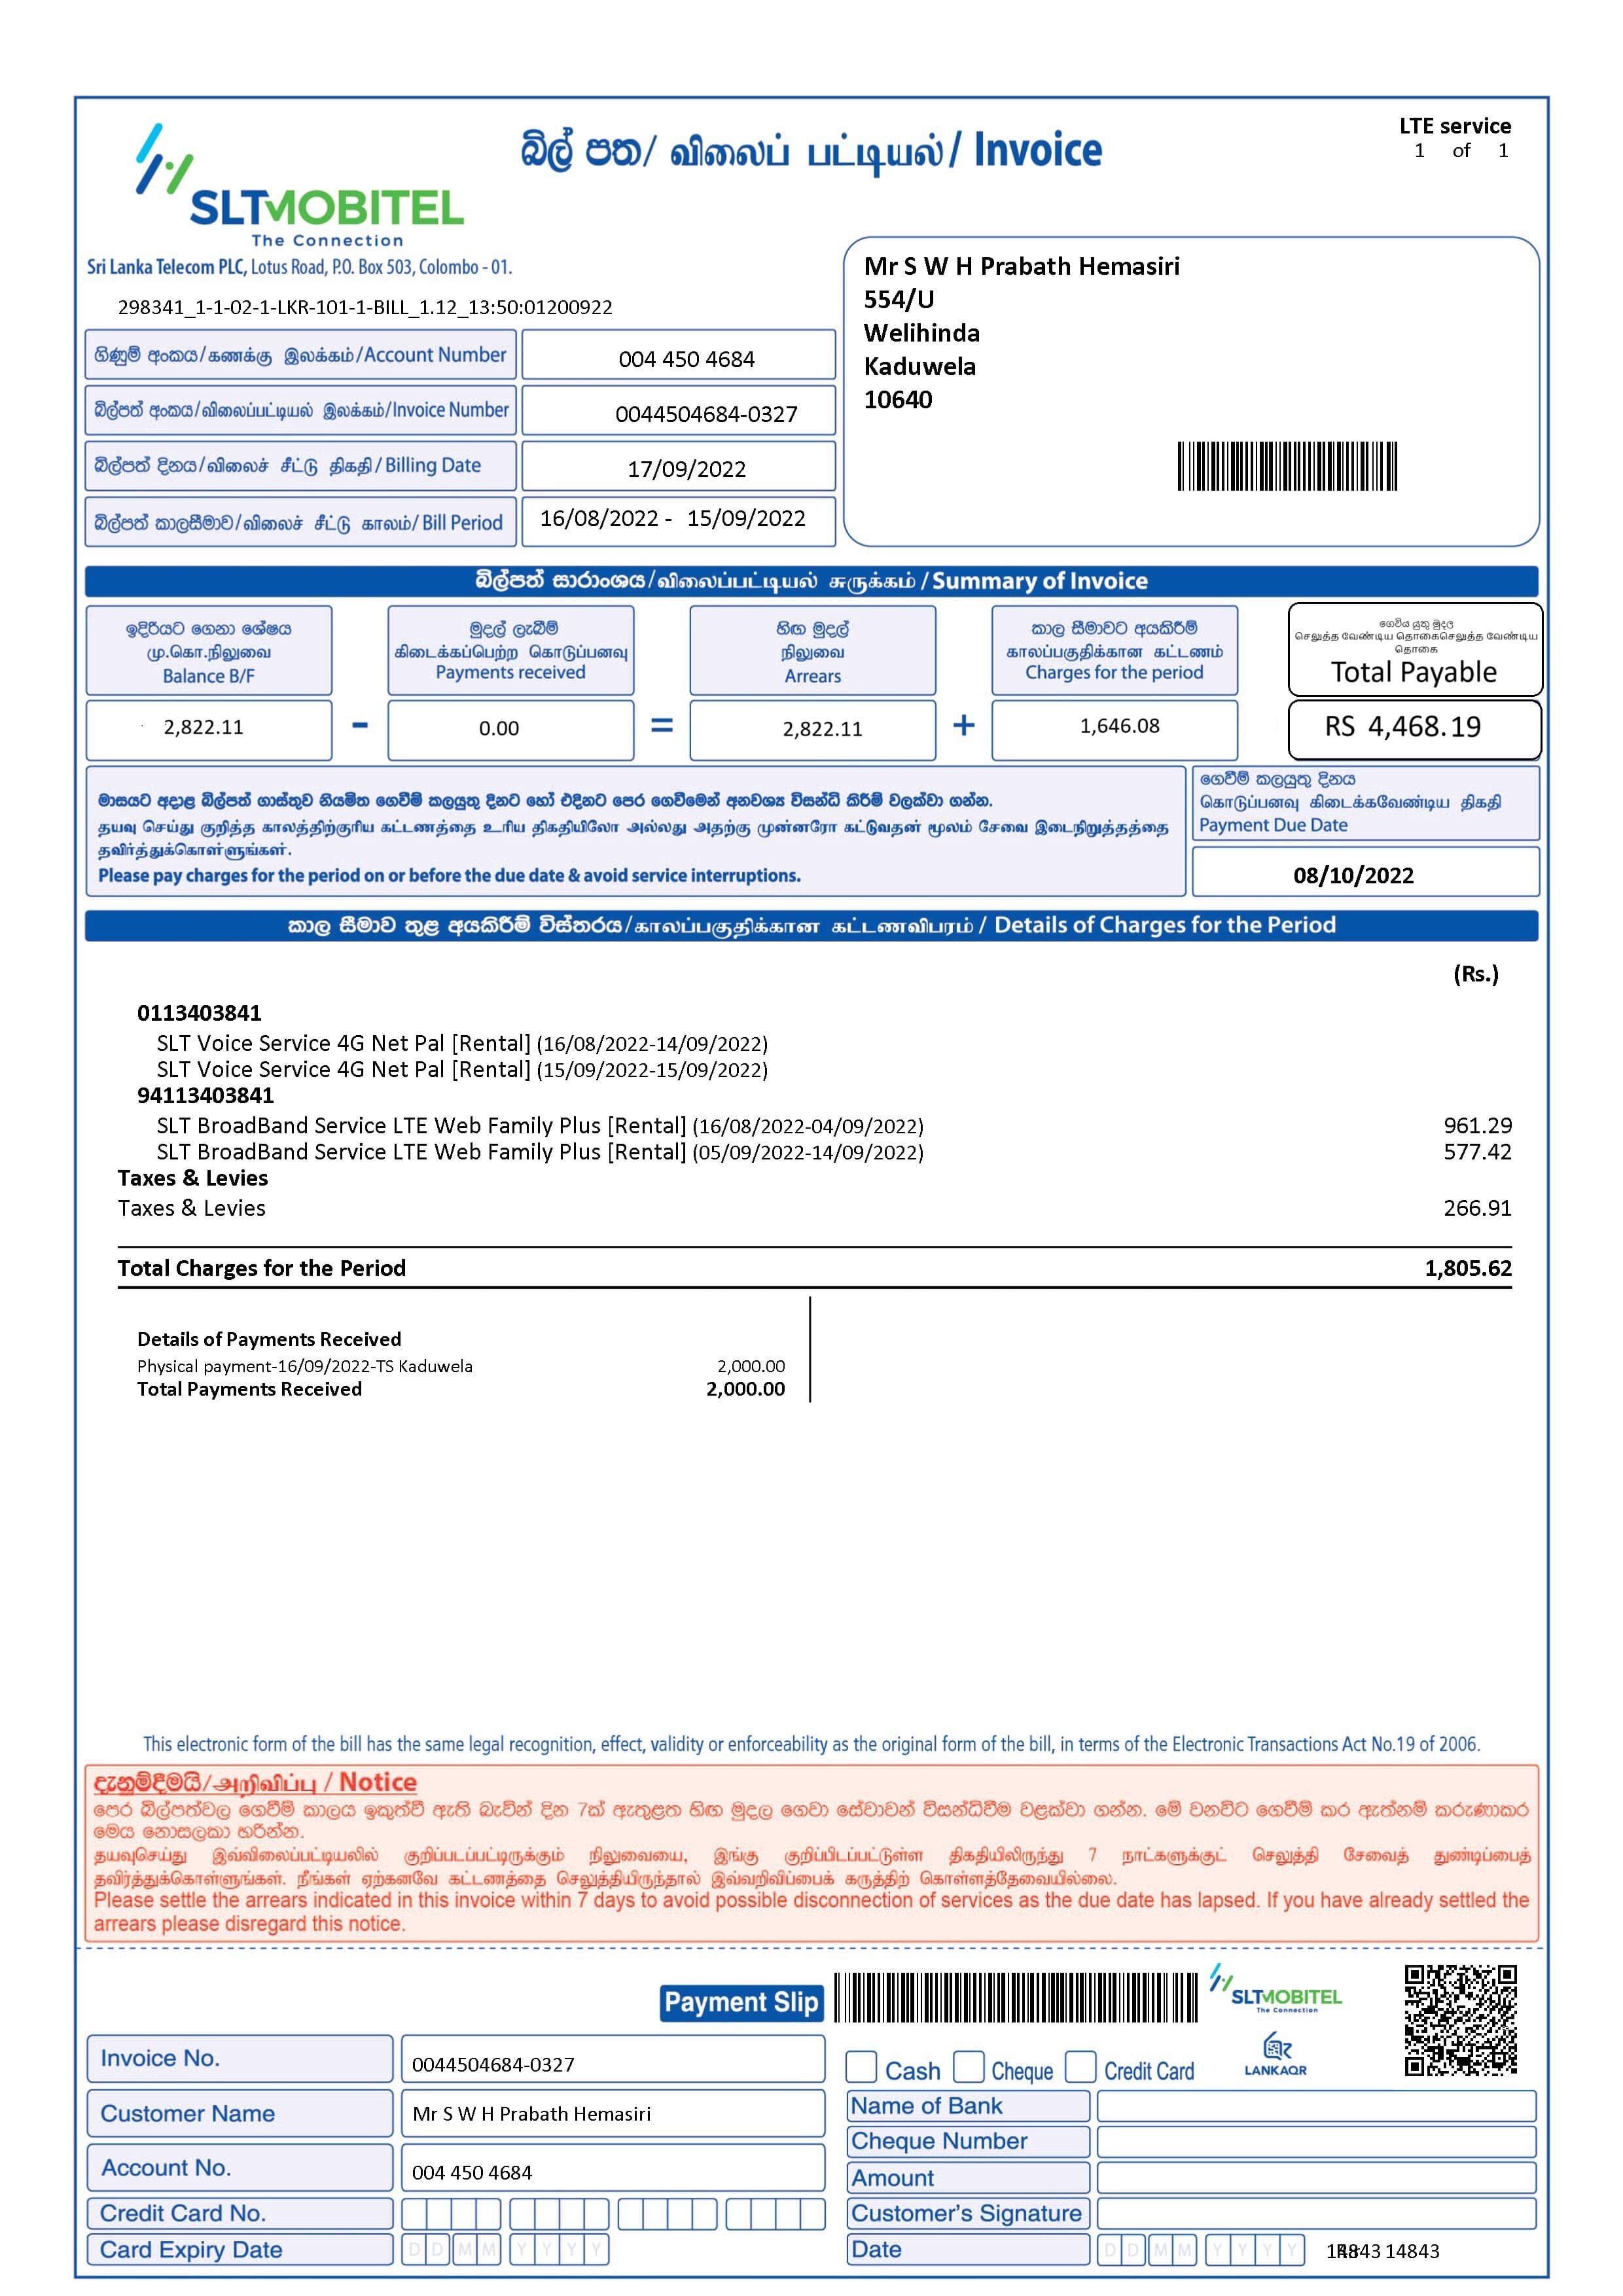 LTE service
1 of 1
බිල් පත/ விலைப் பட்டியல்/ Invoice
SLTMOBITEL
The Connection
Sri Lanka Telecom PLC, Lotus Road, P.O. Box 503, Colombo - 01.
298341_1-1-02-1-LKR-101-1-BILL_1.12_13:50:01200922
Mr S W H Prabath Hemasiri
554/U
Welihinda
Kaduwela
10640
ගිණුම් අංකය/கணக்கு இலக்கம்/Account Number 004 450 4684
බිල්පත් අංකය/விலைப்பட்டியல் இலக்கம்/Invoice Number 0044504684-0327
බිල්පත් දිනය/விலைச் சீட்டு திகதி/ Billing Date 17/09/2022
බිල්පත් කාලසීමාව/விலைச் சீட்டு காலம்/ Bill Period 16/08/2022 - 15/09/2022
බිල්පත් සාරාංශය/விலைப்பட்டியல் சுருக்கம் / Summary of Invoice
ඉදිරියට ගෙනා ශේෂය
மு.கொ.நிலுவை
Balance B/F
2,822.11
-
මුදල් ලැබීම්
கிடைக்கப்பெற்ற கொடுப்பனவு
Payments received
0.00
=
හිඟ මුදල්
நிலுவை
Arrears
2,822.11
+
කාල සීමාවට අයකිරීම්
காலப்பகுதிக்கான கட்டணம்
Charges for the period
1,646.08
ගෙවිය යුතු මුදල
செலுத்த வேண்டிய தொகைசெலுத்த வேண்டிய
தொகை
Total Payable
RS 4,468.19
මාසයට අදාළ බිල්පත් ගාස්තුව නියමිත ගෙවීම් කලයුතු දිනට හෝ එදිනට පෙර ගෙවීමෙන් අනවශ්‍ය විසන්ධි කිරීම් වලක්වා ගන්න.
தயவு செய்து குறித்த காலத்திற்குரிய கட்டணத்தை உரிய திகதியிலோ அல்லது அதற்கு முன்னரோ கட்டுவதன் மூலம் சேவை இடைநிறுத்தத்தை
தவிர்த்துக்கொள்ளுங்கள்.
Please pay charges for the period on or before the due date & avoid service interruptions.
ගෙවීම් කලයුතු දිනය
கொடுப்பனவு கிடைக்கவேண்டிய திகதி
Payment Due Date
08/10/2022
කාල සීමාව තුළ අයකිරීම් විස්තරය/காலப்பகுதிக்கான கட்டணவிபரம் / Details of Charges for the Period
(Rs.)
0113403841
SLT Voice Service 4G Net Pal [Rental] (16/08/2022-14/09/2022)
SLT Voice Service 4G Net Pal [Rental] (15/09/2022-15/09/2022)
94113403841
SLT BroadBand Service LTE Web Family Plus [Rental] (16/08/2022-04/09/2022) 961.29
SLT BroadBand Service LTE Web Family Plus [Rental] (05/09/2022-14/09/2022) 577.42
Taxes & Levies
Taxes & Levies 266.91
Total Charges for the Period 1,805.62
Details of Payments Received
Physical payment-16/09/2022-TS Kaduwela 2,000.00
Total Payments Received 2,000.00
This electronic form of the bill has the same legal recognition, effect, validity or enforceability as the original form of the bill, in terms of the Electronic Transactions Act No.19 of 2006.
දැනුම්දීමයි/அறிவிப்பு / Notice
පෙර බිල්පත්වල ගෙවීම් කාලය ඉකුත්වී ඇති බැවින් දින 7ක් ඇතුළත හිඟ මුදල ගෙවා සේවාවන් විසන්ධිවීම වළක්වා ගන්න. මේ වනවිට ගෙවීම් කර ඇත්නම් කරුණාකර
මෙය නොසලකා හරින්න.
தயவுசெய்து இவ்விலைப்பட்டியலில் குறிப்படப்பட்டிருக்கும் நிலுவையை, இங்கு குறிப்பிடப்பட்டுள்ள திகதியிலிருந்து 7 நாட்களுக்குட் செலுத்தி சேவைத் துண்டிப்பைத்
தவிர்த்துக்கொள்ளுங்கள். நீங்கள் ஏற்கனவே கட்டணத்தை செலுத்தியிருந்தால் இவ்வறிவிப்பைக் கருத்திற் கொள்ளத்தேவையில்லை.
Please settle the arrears indicated in this invoice within 7 days to avoid possible disconnection of services as the due date has lapsed. If you have already settled the
arrears please disregard this notice.
Payment Slip
SLTMOBITEL
The Connection
LANKAQR
Invoice No. 0044504684-0327
Customer Name Mr S W H Prabath Hemasiri
Account No. 004 450 4684
Credit Card No.
Card Expiry Date D D M M Y Y Y Y
Cash Cheque Credit Card
Name of Bank
Cheque Number
Amount
Customer's Signature
Date D D M M Y Y Y Y 14843